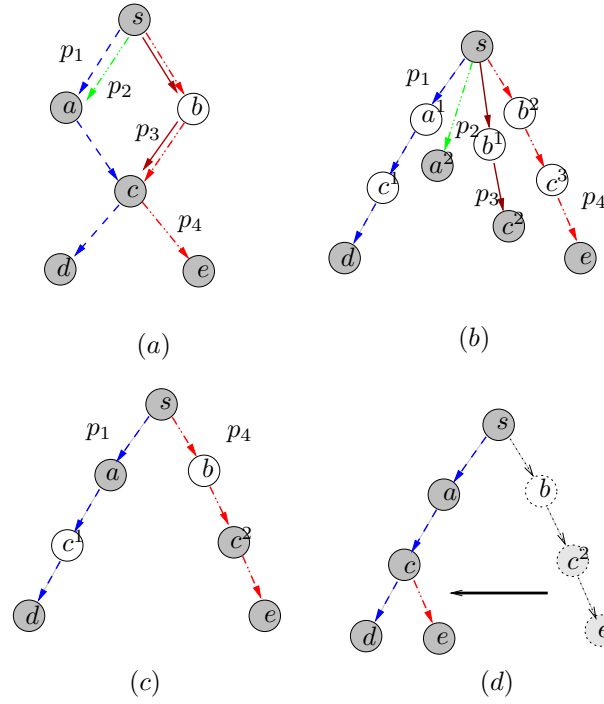 s
p₁
p₂
a
b
p₃
c
p₄
d
e
(a)
s
p₁
a¹
p₂
b²
b¹
a²
c¹
c³
p₃
p₄
c²
d
e
(b)
s
p₁
p₄
a
b
c¹
c²
d
e
(c)
s
a
b
c
c²
d
e
e
(d)